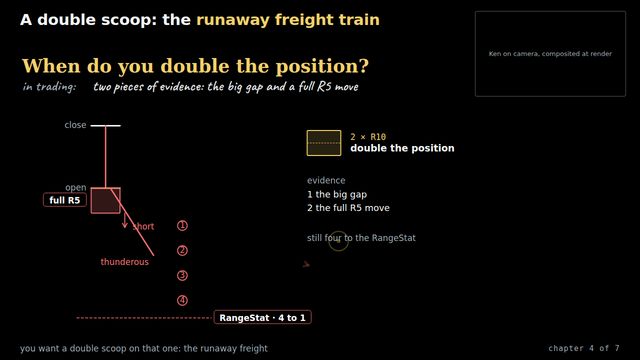 A double scoop: the runaway freight train
Ken on camera, composited at render
When do you double the position?
in trading: two pieces of evidence: the big gap and a full R5 move
close
open
full R5
short
thunderous
1
2
3
4
RangeStat · 4 to 1
2 × R10
double the position
evidence
1 the big gap
2 the full R5 move
still four to the RangeStat
you want a double scoop on that one: the runaway freight
chapter 4 of 7